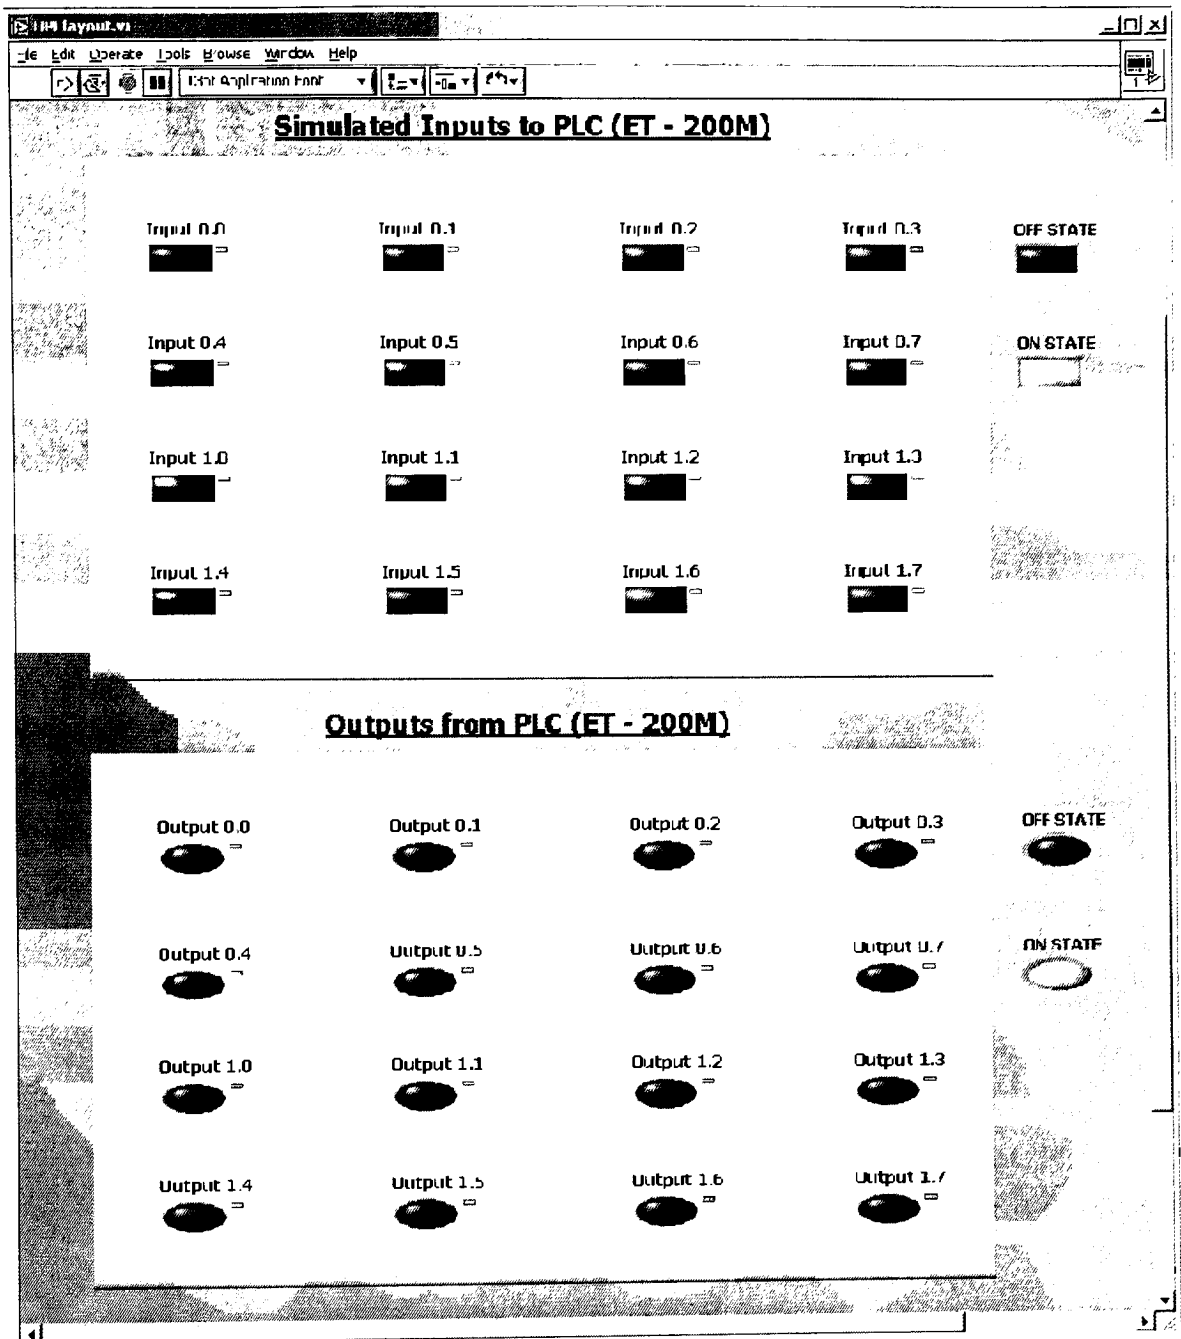 layout.vi
Edit Operate Tools Browse Window Help
Application Font
Simulated Inputs to PLC (ET - 200M)
Input 0.0 Input 0.1 Input 0.2 Input 0.3 OFF STATE
Input 0.4 Input 0.5 Input 0.6 Input 0.7 ON STATE
Input 1.0 Input 1.1 Input 1.2 Input 1.3
Input 1.4 Input 1.5 Input 1.6 Input 1.7
Outputs from PLC (ET - 200M)
Output 0.0 Output 0.1 Output 0.2 Output 0.3 OFF STATE
Output 0.4 Output 0.5 Output 0.6 Output 0.7 ON STATE
Output 1.0 Output 1.1 Output 1.2 Output 1.3
Output 1.4 Output 1.5 Output 1.6 Output 1.7